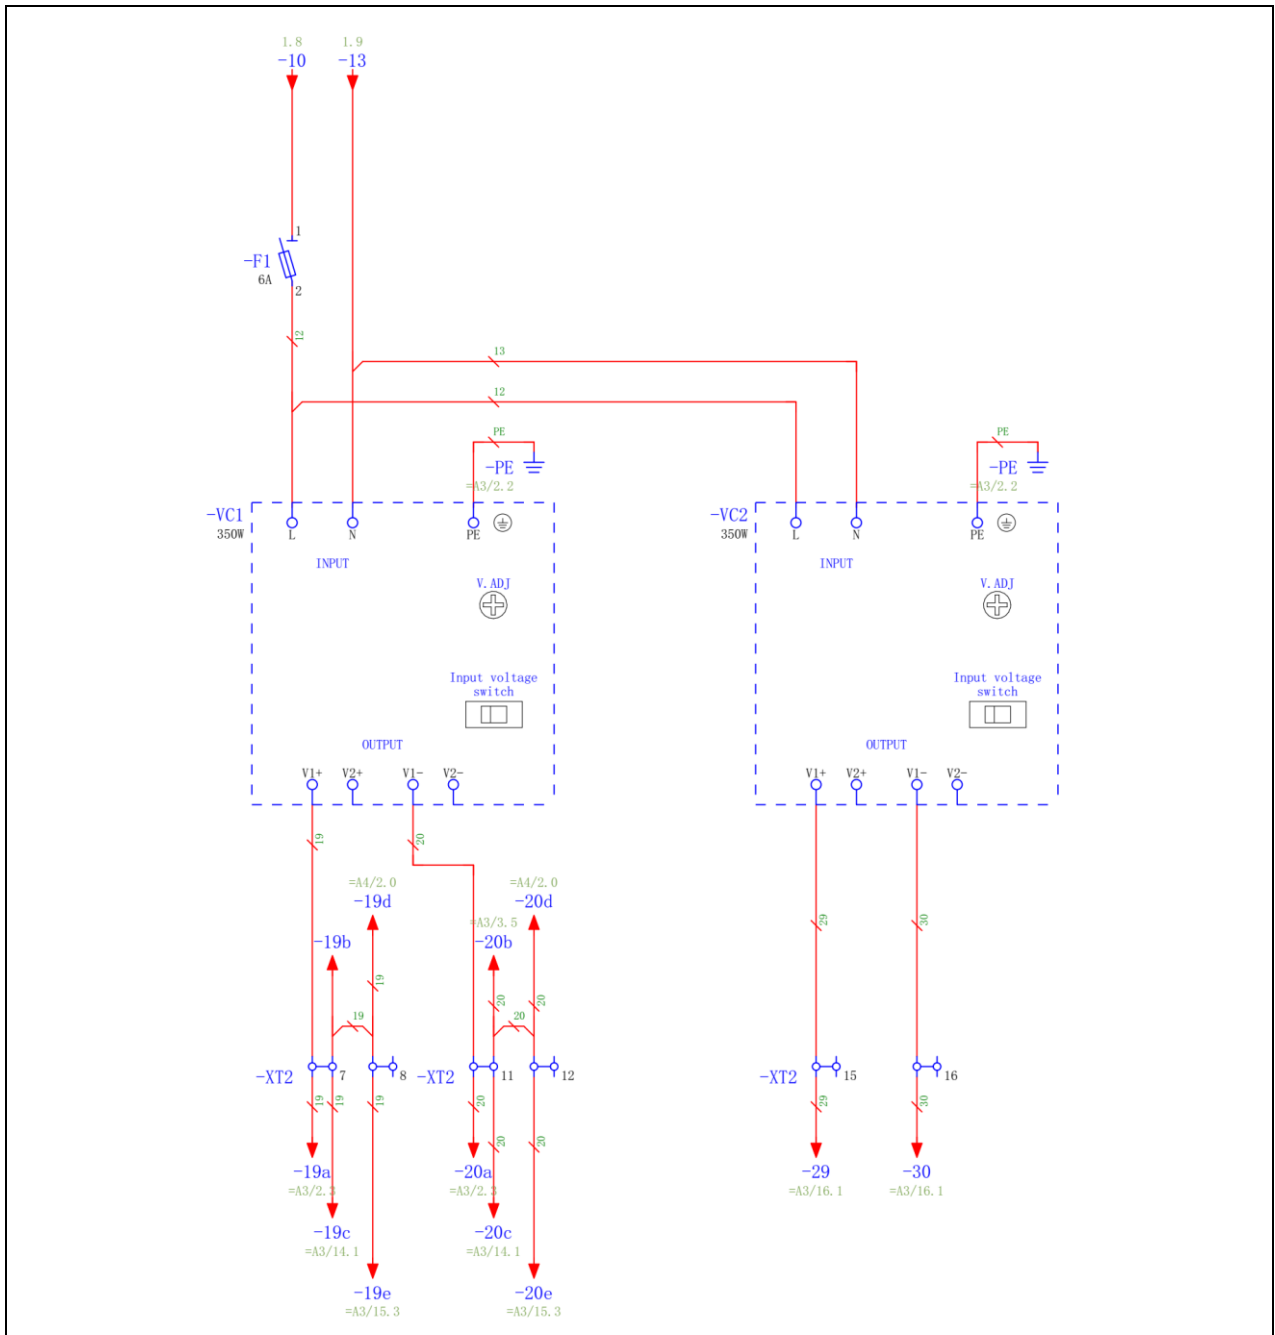 1.8
1.9
-10
-13
1
-F1
6A
2
12
13
12
PE
PE
-PE
-PE
=A3/2.2
=A3/2.2
-VC1
350W
L
N
PE
-VC2
350W
L
N
PE
INPUT
INPUT
V.ADJ
V.ADJ
Input voltage
switch
Input voltage
switch
OUTPUT
OUTPUT
V1+
V2+
V1-
V2-
V1+
V2+
V1-
V2-
19
20
=A4/2.0
=A4/2.0
-19d
-20d
=A3/3.5
29
30
-19b
-20b
19
20
20
19
20
-XT2
7
8
-XT2
11
12
-XT2
15
16
19
19
19
20
29
30
20
20
-19a
-20a
-29
-30
=A3/2.3
=A3/2.3
=A3/16.1
=A3/16.1
-19c
-20c
=A3/14.1
=A3/14.1
-19e
-20e
=A3/15.3
=A3/15.3